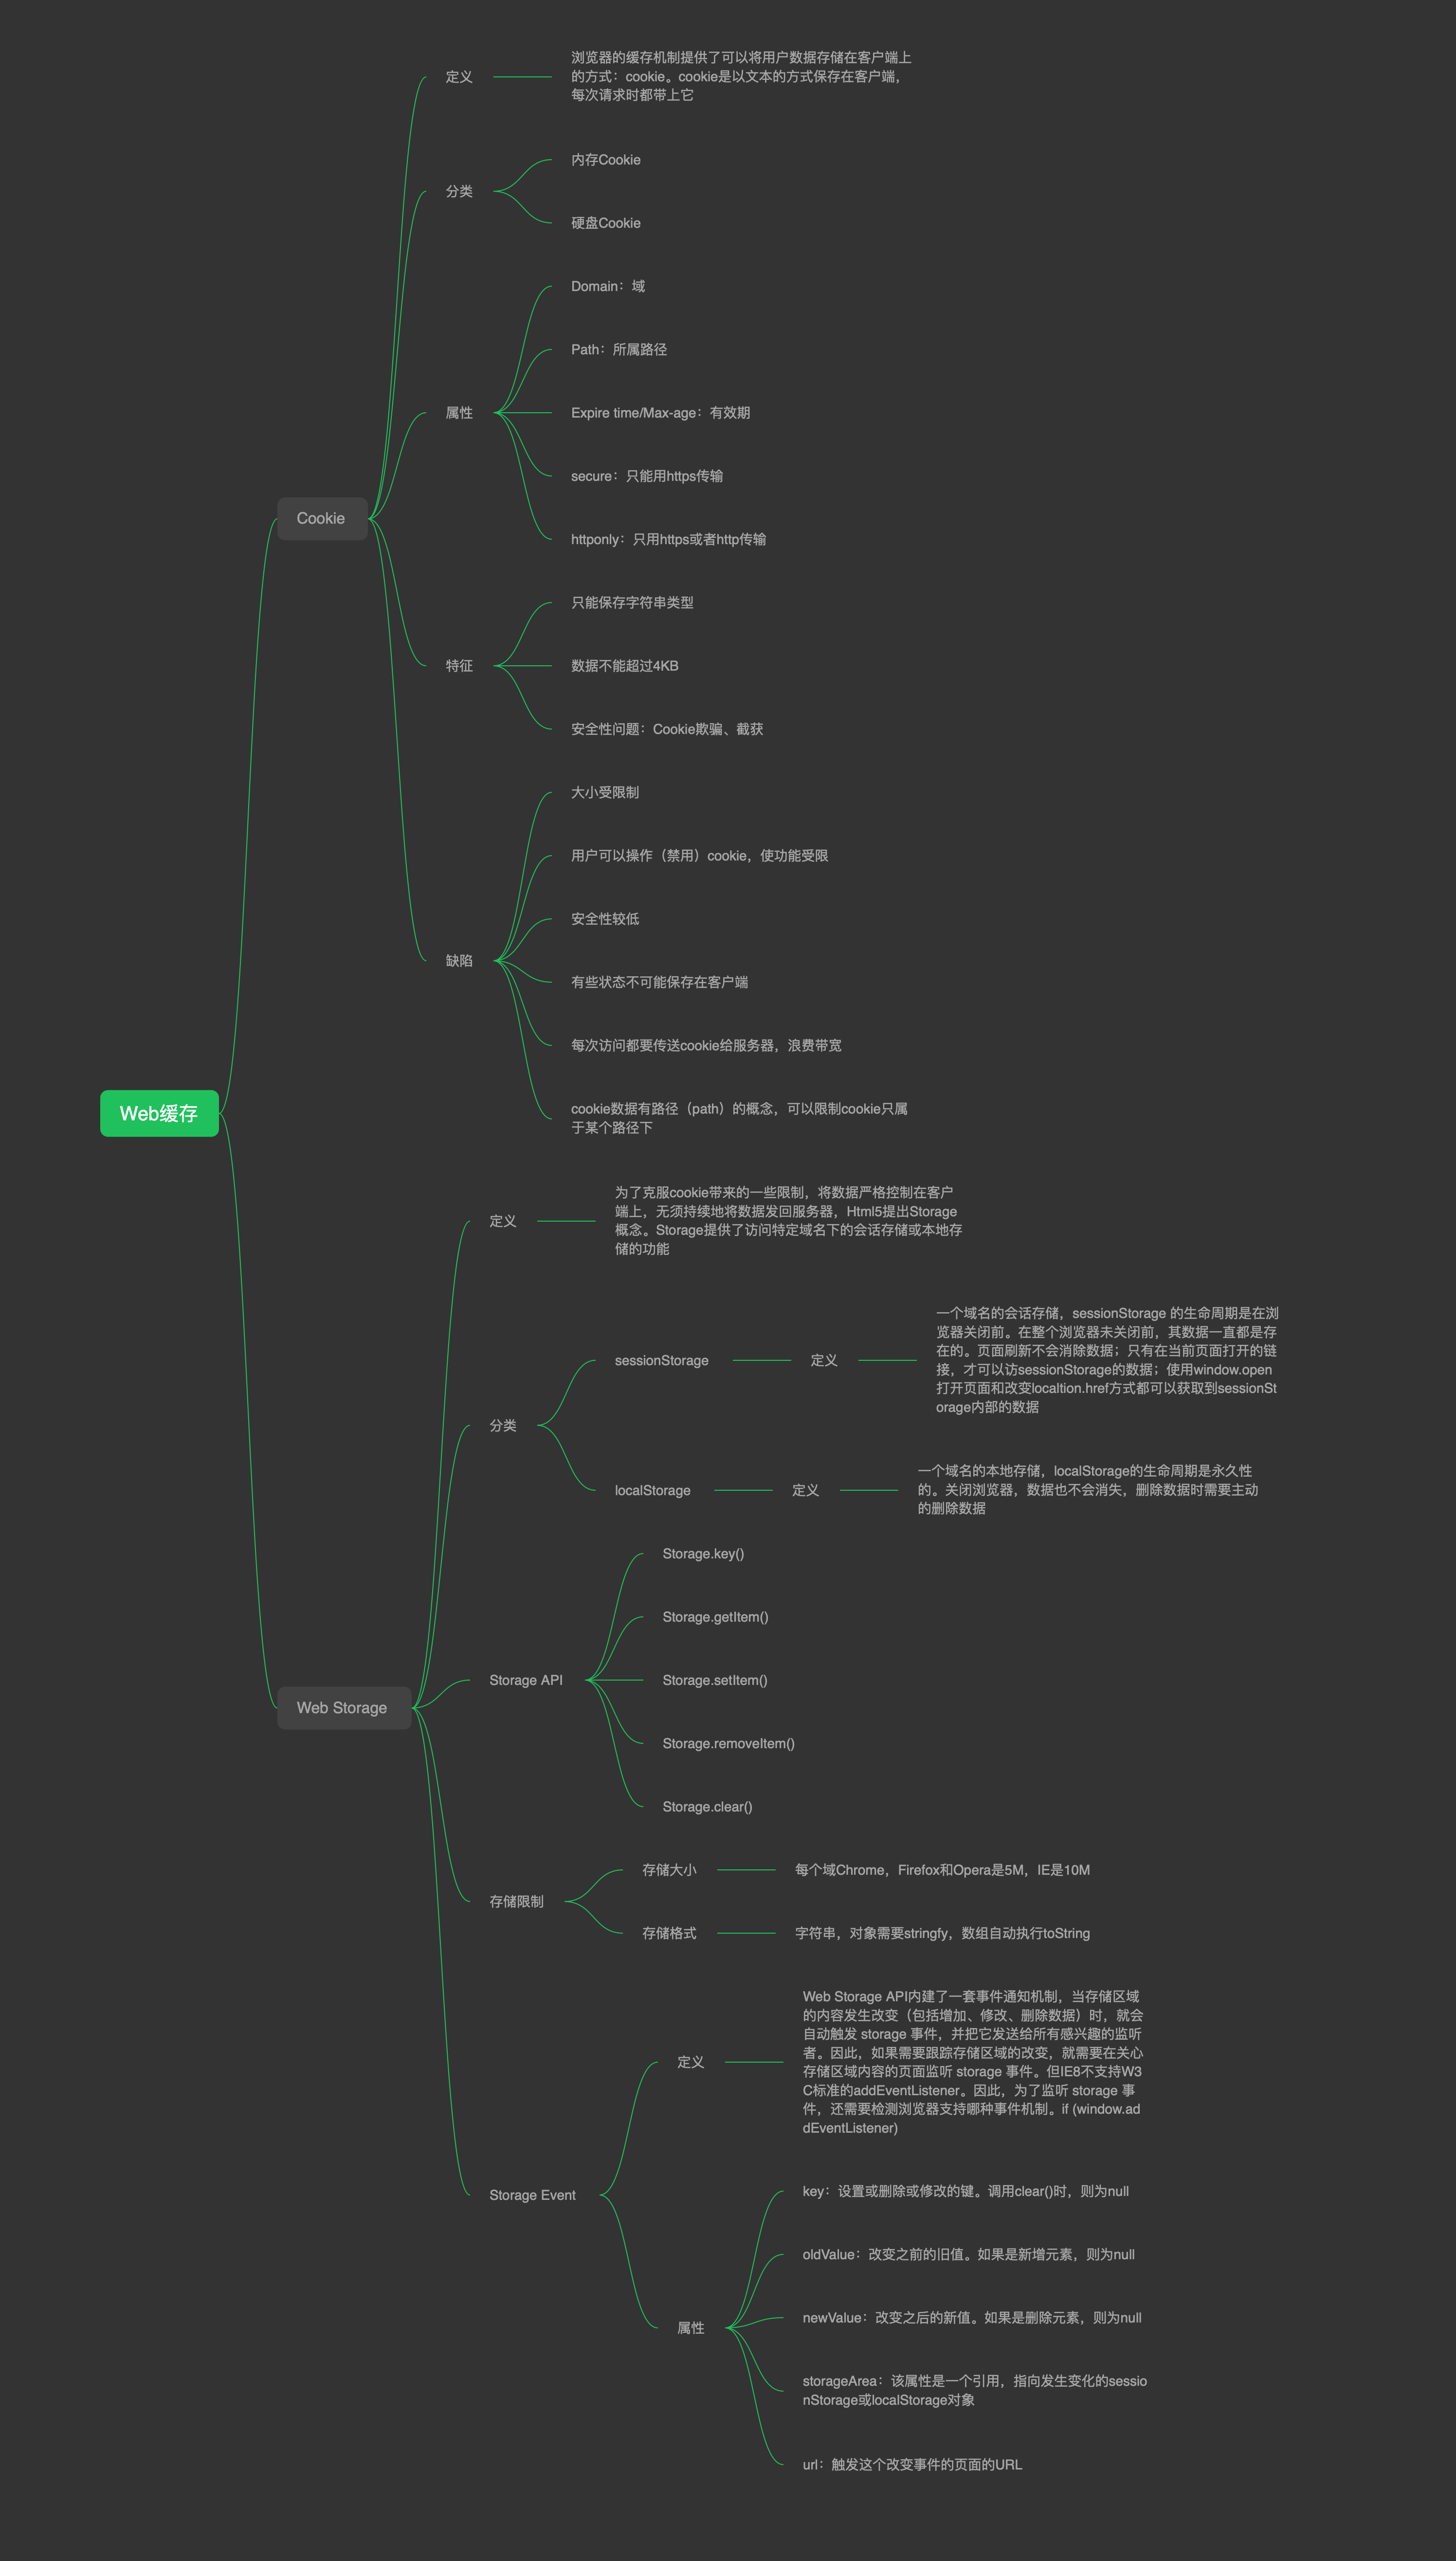 Web缓存
Cookie
定义
浏览器的缓存机制提供了可以将用户数据存储在客户端上
的方式：cookie。cookie是以文本的方式保存在客户端，
每次请求时都带上它
分类
内存Cookie
硬盘Cookie
属性
Domain：域
Path：所属路径
Expire time/Max-age：有效期
secure：只能用https传输
httponly：只用https或者http传输
特征
只能保存字符串类型
数据不能超过4KB
安全性问题：Cookie欺骗、截获
缺陷
大小受限制
用户可以操作（禁用）cookie，使功能受限
安全性较低
有些状态不可能保存在客户端
每次访问都要传送cookie给服务器，浪费带宽
cookie数据有路径（path）的概念，可以限制cookie只属
于某个路径下
Web Storage
定义
为了克服cookie带来的一些限制，将数据严格控制在客户
端上，无须持续地将数据发回服务器，Html5提出Storage
概念。Storage提供了访问特定域名下的会话存储或本地存
储的功能
分类
sessionStorage
定义
一个域名的会话存储，sessionStorage 的生命周期是在浏
览器关闭前。在整个浏览器未关闭前，其数据一直都是存
在的。页面刷新不会消除数据；只有在当前页面打开的链
接，才可以访sessionStorage的数据；使用window.open
打开页面和改变localtion.href方式都可以获取到sessionSt
orage内部的数据
localStorage
定义
一个域名的本地存储，localStorage的生命周期是永久性
的。关闭浏览器，数据也不会消失，删除数据时需要主动
的删除数据
Storage API
Storage.key()
Storage.getItem()
Storage.setItem()
Storage.removeItem()
Storage.clear()
存储限制
存储大小
每个域Chrome，Firefox和Opera是5M，IE是10M
存储格式
字符串，对象需要stringfy，数组自动执行toString
Storage Event
定义
Web Storage API内建了一套事件通知机制，当存储区域
的内容发生改变（包括增加、修改、删除数据）时，就会
自动触发 storage 事件，并把它发送给所有感兴趣的监听
者。因此，如果需要跟踪存储区域的改变，就需要在关心
存储区域内容的页面监听 storage 事件。但IE8不支持W3
C标准的addEventListener。因此，为了监听 storage 事
件，还需要检测浏览器支持哪种事件机制。if (window.ad
dEventListener)
属性
key：设置或删除或修改的键。调用clear()时，则为null
oldValue：改变之前的旧值。如果是新增元素，则为null
newValue：改变之后的新值。如果是删除元素，则为null
storageArea：该属性是一个引用，指向发生变化的sessio
nStorage或localStorage对象
url：触发这个改变事件的页面的URL